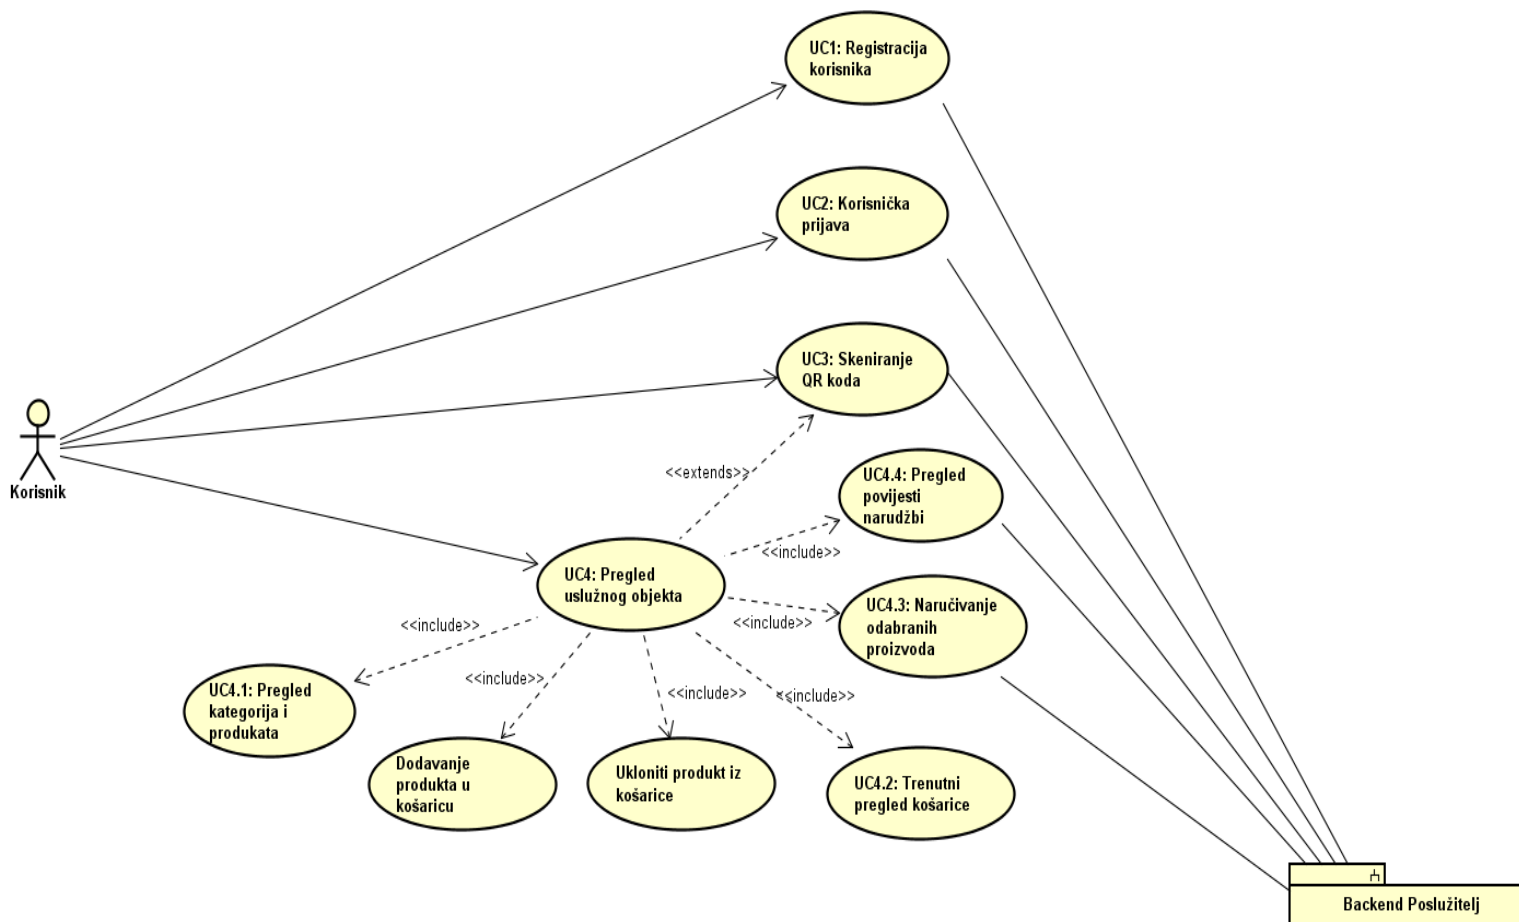 UC1: Registracija
korisnika
UC2: Korisnička
prijava
UC3: Skeniranje
QR koda
Korisnik
<<extends>>
UC4.4: Pregled
povijesti
narudžbi
<<include>>
UC4: Pregled
uslužnog objekta
UC4.3: Naručivanje
odabranih
proizvoda
<<include>>
<<include>>
<<include>>
<<include>>
<<include>>
UC4.1: Pregled
kategorija i
produkata
Dodavanje
produkta u
košaricu
Ukloniti produkt iz
košarice
UC4.2: Trenutni
pregled košarice
Backend Poslužitelj